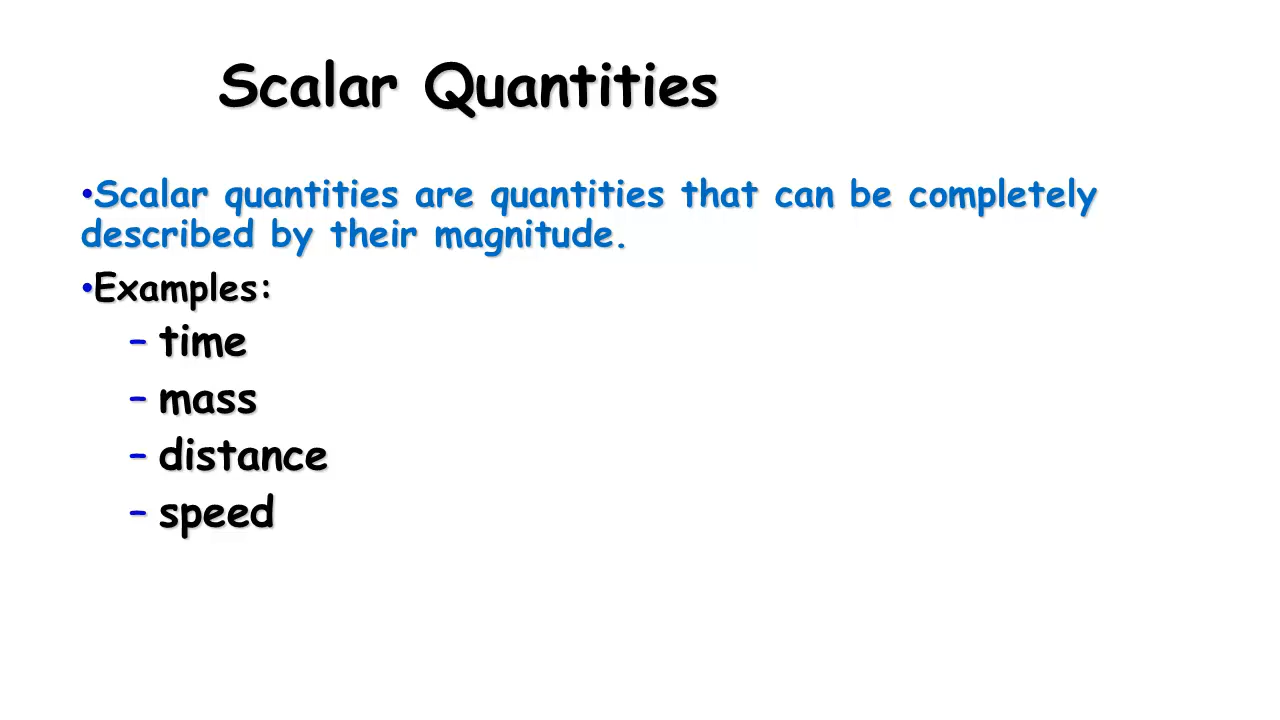 Scalar Quantities
•Scalar quantities are quantities that can be completely
described by their magnitude.
•Examples:
– time
– mass
– distance
– speed